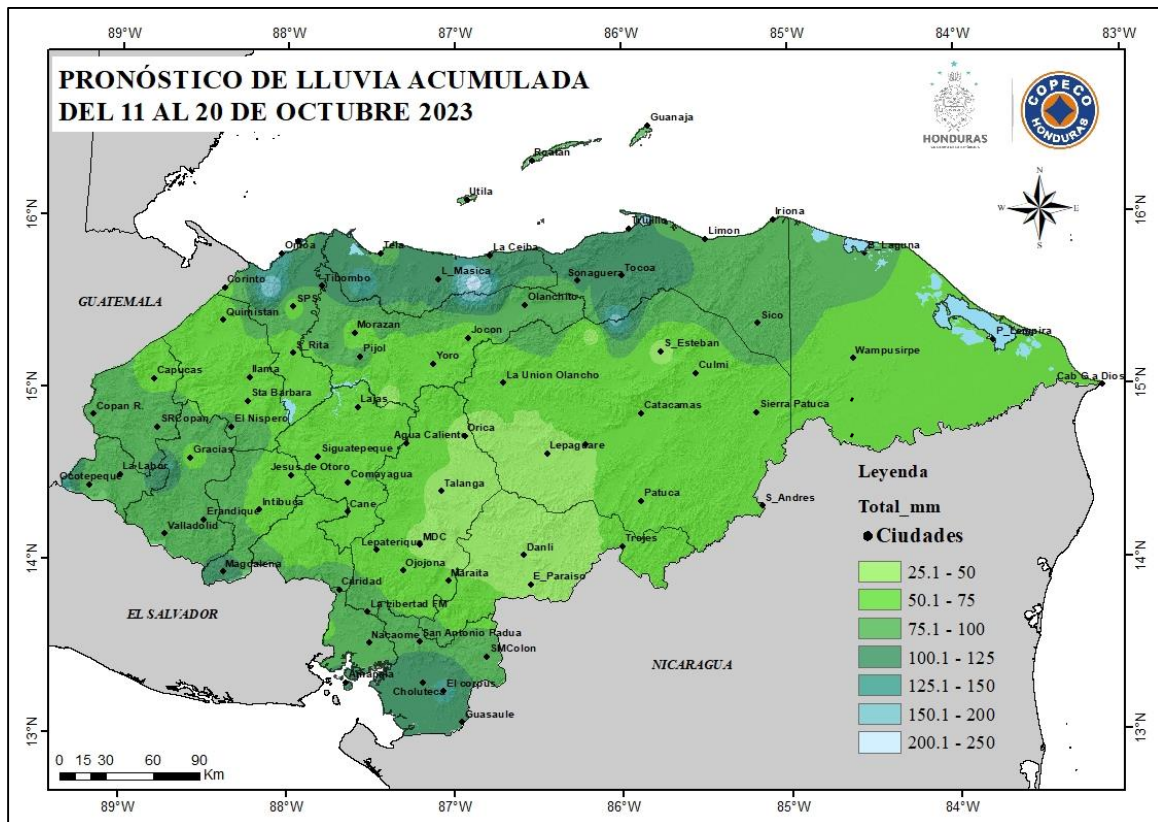 89°W 88°W 87°W 86°W 85°W 84°W 83°W
PRONÓSTICO DE LLUVIA ACUMULADA
DEL 11 AL 20 DE OCTUBRE 2023
HONDURAS
COPECO
HONDURAS
N
W E
S
Guanaja
Roatan
Utila
16°N
16°N
Trujillo
Iriona
Limon
Omoa
Tela
La Ceiba
B_Laguna
Corinto
Tibombo
L_Masica
Sonaguera
Tocoa
GUATEMALA
SPS
Olanchito
Quimistan
Morazan
Sico
Jocon
P_Lempira
Rita
Pijol
S_Esteban
Wampusirpe
Yoro
Capucas
Ilama
La Union Olancho
Culmi
Cab G a Dios
15°N
15°N
Sta Barbara
Lajas
Copan R.
Catacamas
Sierra Patuca
SRCopan
El Nispero
Agua Caliente
Orica
Gracias
Siguatepeque
Lepaguare
Leyenda
Ocotepeque
La Labor
Jesus de Otoro
Comayagua
Talanga
Patuca
S_Andres
Total_mm
Erandique
Intibuca
Cane
Ciudades
Valladolid
Lepaterique
MDC
Danli
Trojes
14°N
14°N
Magdalena
Ojojona
Maraita
E_Paraiso
25.1 - 50
Caridad
50.1 - 75
EL SALVADOR
La Libertad FM
75.1 - 100
Nacaome
San Antonio Padua
SMColon
NICARAGUA
100.1 - 125
Amapala
Choluteca
El corpus
125.1 - 150
Guasaule
150.1 - 200
13°N
13°N
200.1 - 250
0 15 30 60 90
Km
89°W 88°W 87°W 86°W 85°W 84°W